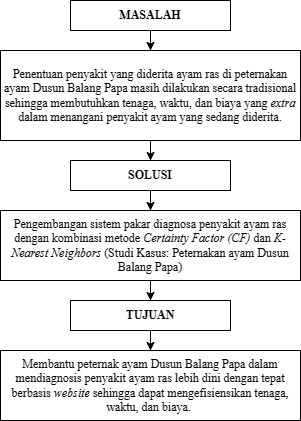 MASALAH
Penentuan penyakit yang diderita ayam ras di peternakan
ayam Dusun Balang Papa masih dilakukan secara tradisional
sehingga membutuhkan tenaga, waktu, dan biaya yang extra
dalam menangani penyakit ayam yang sedang diderita.
SOLUSI
Pengembangan sistem pakar diagnosa penyakit ayam ras
dengan kombinasi metode Certainty Factor (CF) dan K-
Nearest Neighbors (Studi Kasus: Peternakan ayam Dusun
Balang Papa)
TUJUAN
Membantu peternak ayam Dusun Balang Papa dalam
mendiagnosis penyakit ayam ras lebih dini dengan tepat
berbasis website sehingga dapat mengefisiensikan tenaga,
waktu, dan biaya.